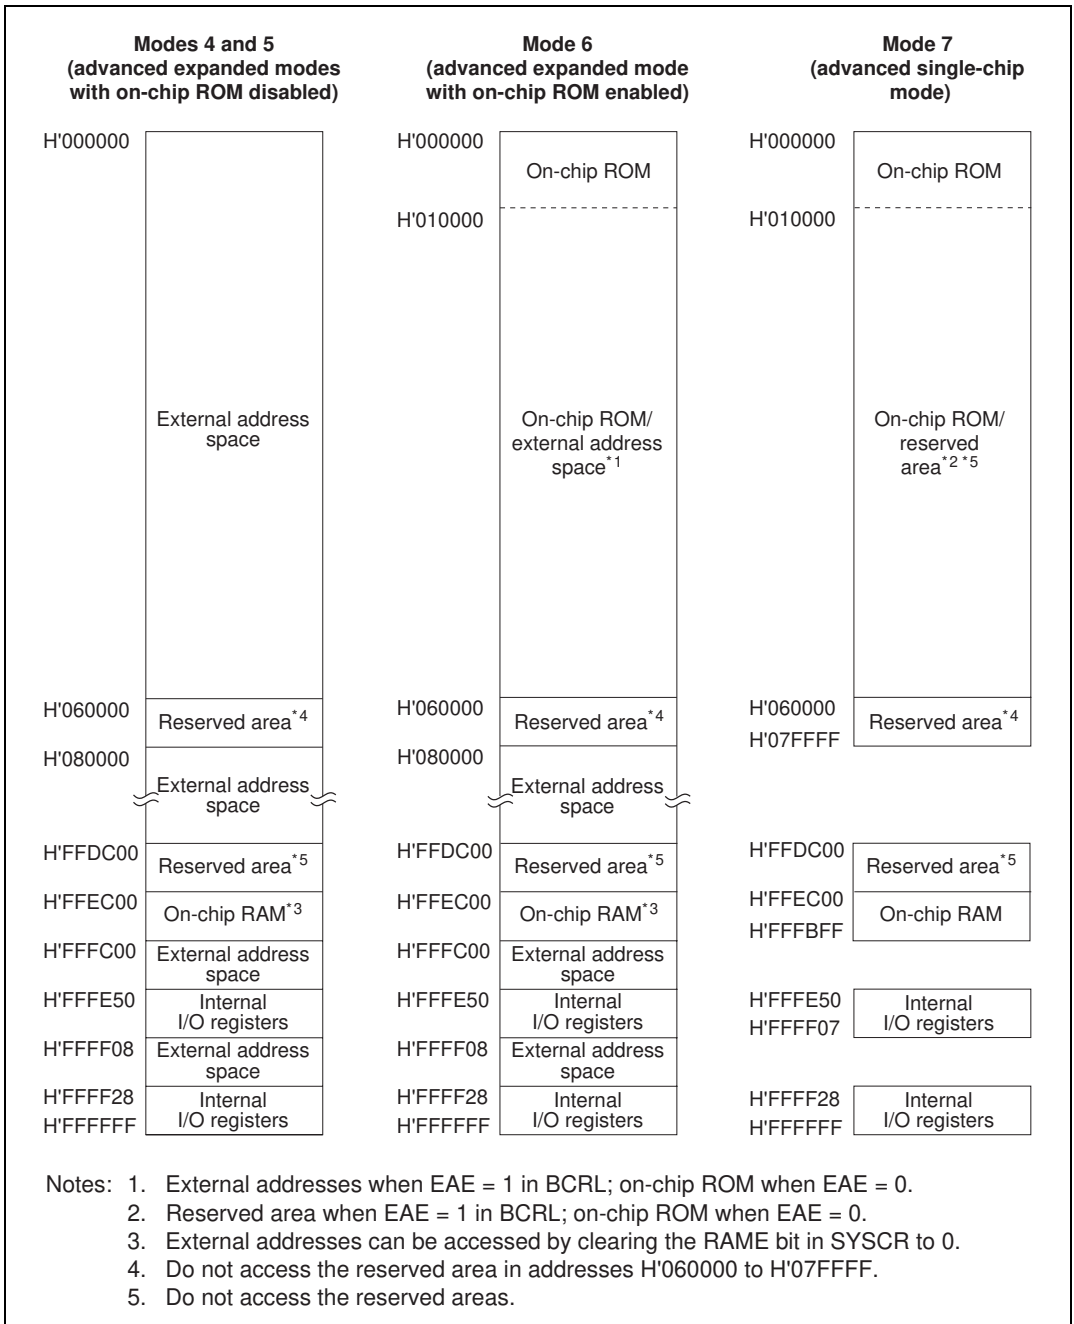 Modes 4 and 5
(advanced expanded modes
with on-chip ROM disabled)
H'000000
External address
space
H'060000
Reserved area*4
H'080000
External address
space
H'FFDC00
Reserved area*5
H'FFEC00
On-chip RAM*3
H'FFFC00
External address
space
H'FFFE50
Internal
I/O registers
H'FFFF08
External address
space
H'FFFF28
Internal
I/O registers
H'FFFFFF
Mode 6
(advanced expanded mode
with on-chip ROM enabled)
H'000000
On-chip ROM
H'010000
On-chip ROM/
external address
space*1
H'060000
Reserved area*4
H'080000
External address
space
H'FFDC00
Reserved area*5
H'FFEC00
On-chip RAM*3
H'FFFC00
External address
space
H'FFFE50
Internal
I/O registers
H'FFFF08
External address
space
H'FFFF28
Internal
I/O registers
H'FFFFFF
Mode 7
(advanced single-chip
mode)
H'000000
On-chip ROM
H'010000
On-chip ROM/
reserved
area*2 *5
H'060000
Reserved area*4
H'07FFFF
H'FFDC00
Reserved area*5
H'FFEC00
On-chip RAM
H'FFFBFF
H'FFFE50
Internal
I/O registers
H'FFFF07
H'FFFF28
Internal
I/O registers
H'FFFFFF
Notes: 1. External addresses when EAE = 1 in BCRL; on-chip ROM when EAE = 0.
2. Reserved area when EAE = 1 in BCRL; on-chip ROM when EAE = 0.
3. External addresses can be accessed by clearing the RAME bit in SYSCR to 0.
4. Do not access the reserved area in addresses H'060000 to H'07FFFF.
5. Do not access the reserved areas.